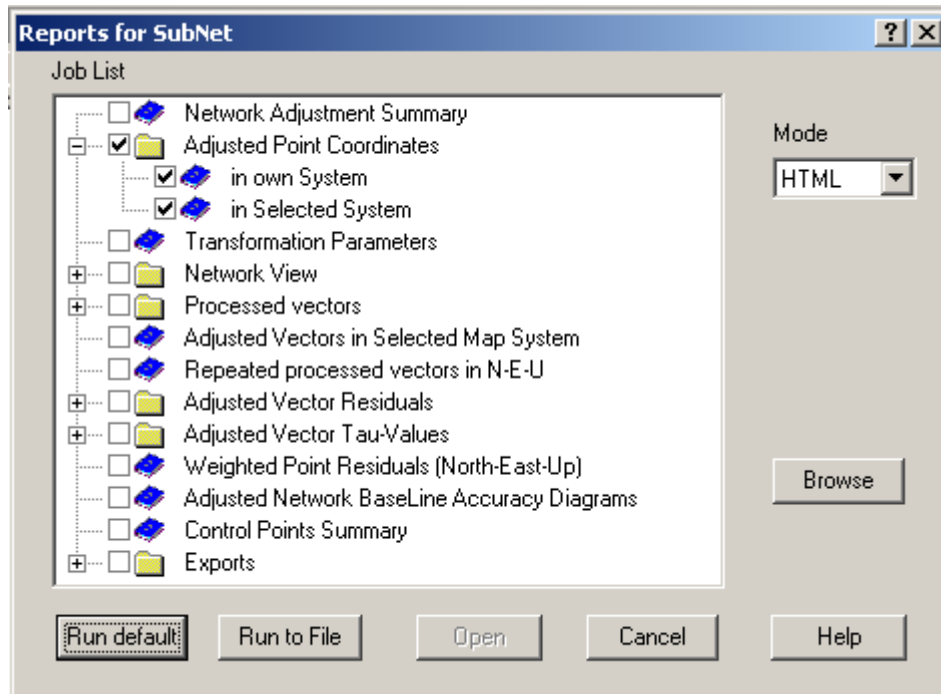 Reports for SubNet
Job List
Network Adjustment Summary
Adjusted Point Coordinates
in own System
in Selected System
Transformation Parameters
Network View
Processed vectors
Adjusted Vectors in Selected Map System
Repeated processed vectors in N-E-U
Adjusted Vector Residuals
Adjusted Vector Tau-Values
Weighted Point Residuals (North-East-Up)
Adjusted Network BaseLine Accuracy Diagrams
Control Points Summary
Exports
Mode
HTML
Browse
Run default
Run to File
Open
Cancel
Help